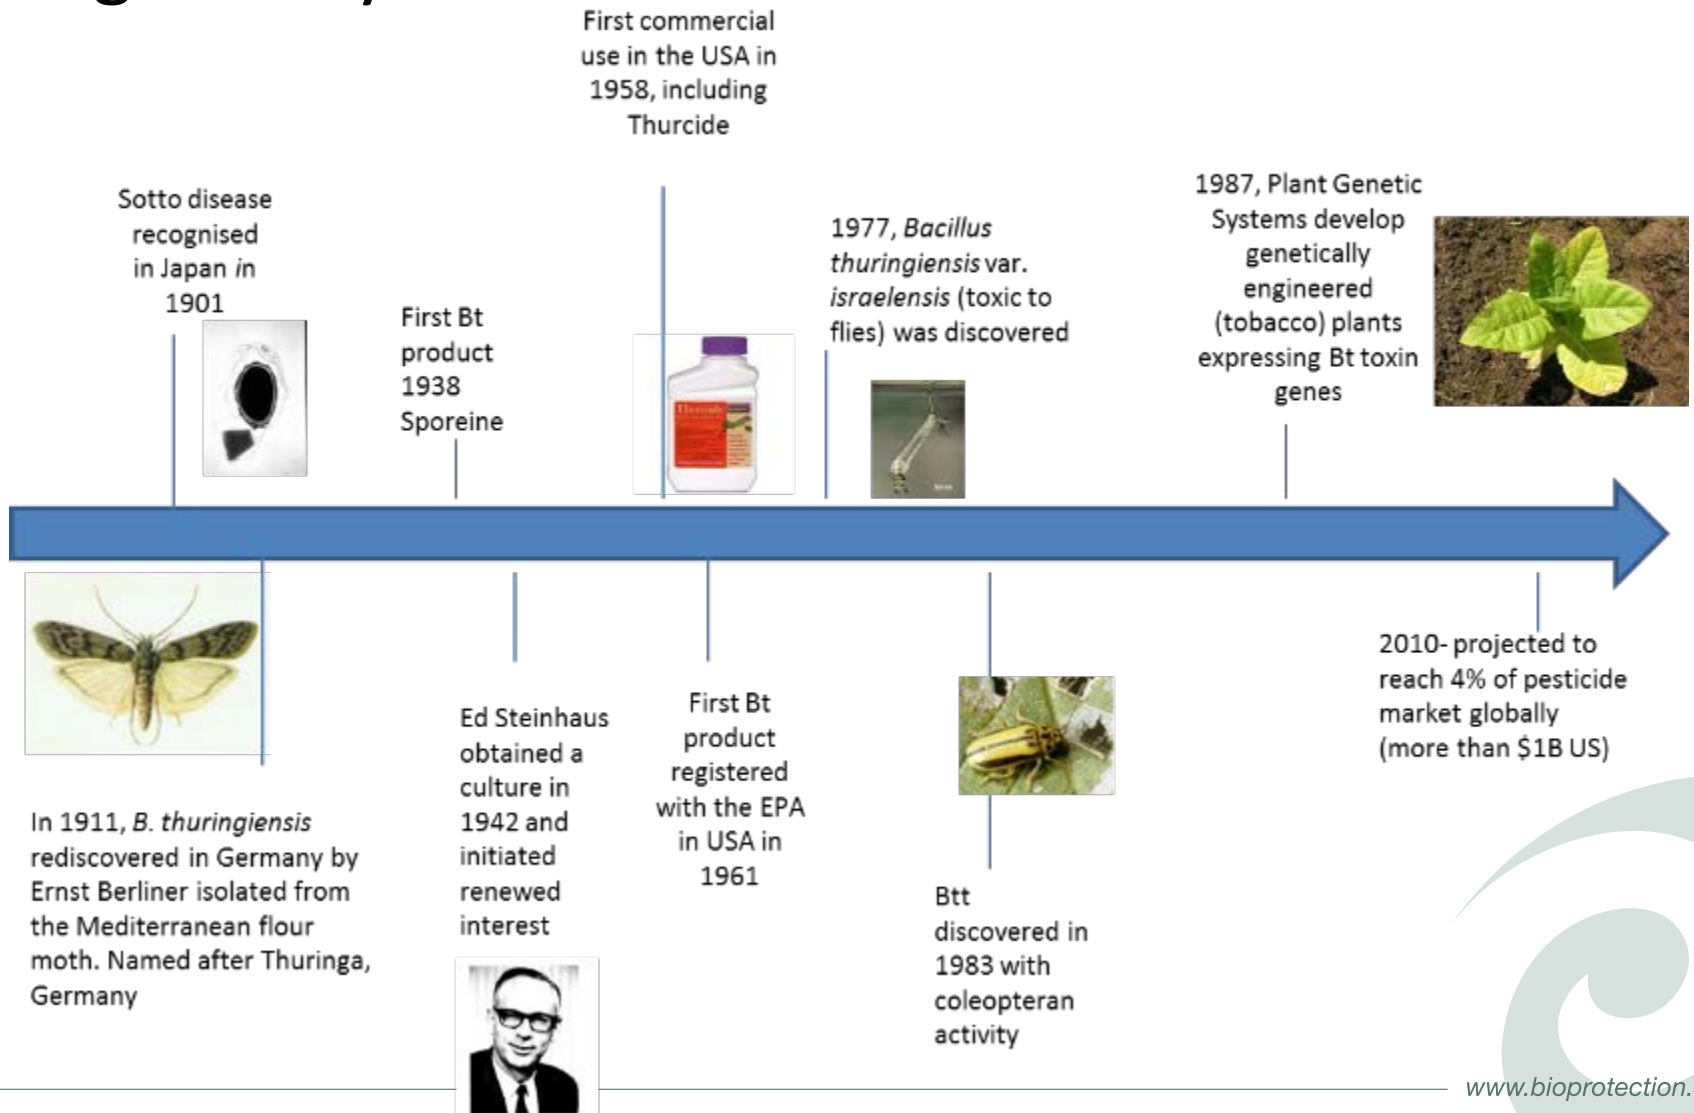 First commercial
use in the USA in
1958, including
Thurcide
Sotto disease
recognised
in Japan in
1901
First Bt
product
1938
Sporeine
1977, Bacillus
thuringiensis var.
israelensis (toxic to
flies) was discovered
1987, Plant Genetic
Systems develop
genetically
engineered
(tobacco) plants
expressing Bt toxin
genes
In 1911, B. thuringiensis
rediscovered in Germany by
Ernst Berliner isolated from
the Mediterranean flour
moth. Named after Thuringa,
Germany
Ed Steinhaus
obtained a
culture in
1942 and
initiated
renewed
interest
First Bt
product
registered
with the EPA
in USA in
1961
Btt
discovered in
1983 with
coleopteran
activity
2010- projected to
reach 4% of pesticide
market globally
(more than $1B US)
www.bioprotection.